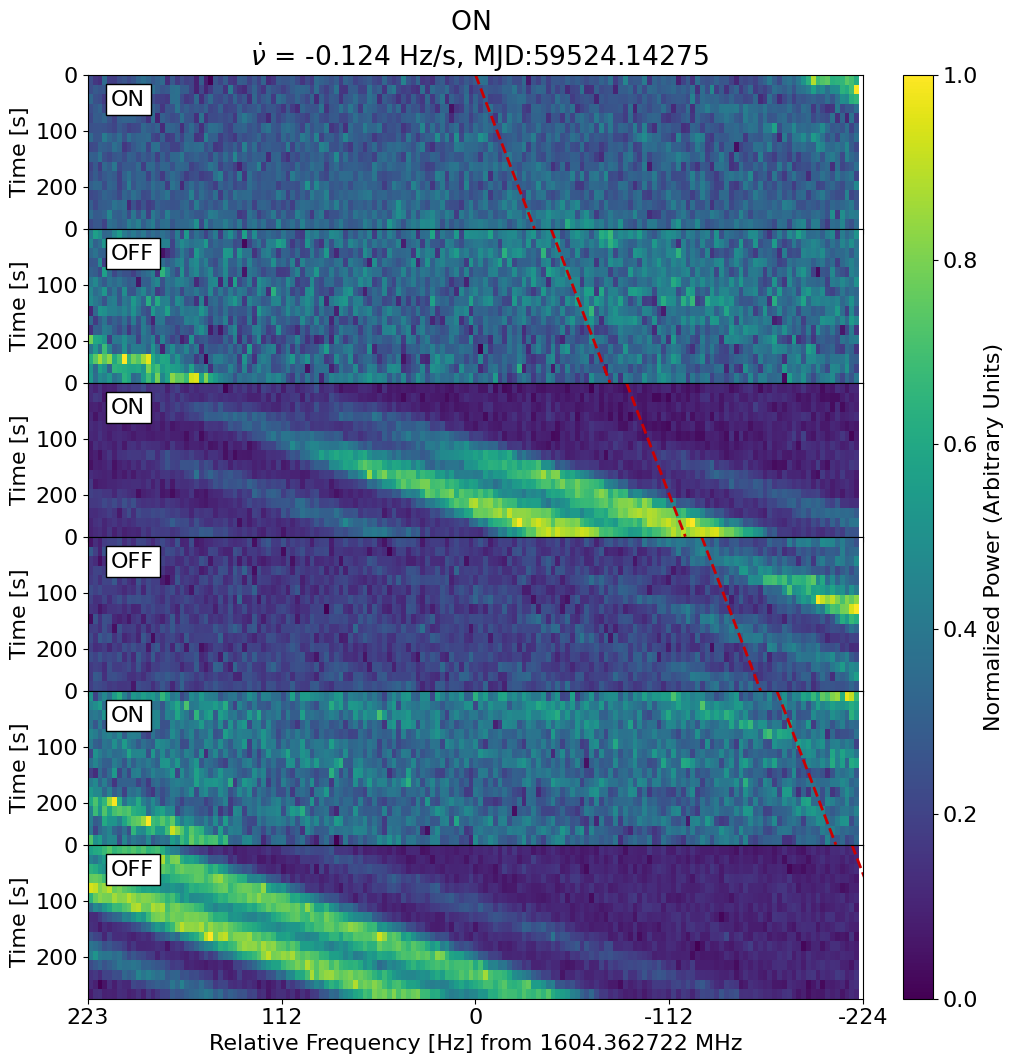 ON
ν̇ = -0.124 Hz/s, MJD:59524.14275
0
ON
100
Time [s]
200
0
OFF
100
Time [s]
200
0
ON
100
Time [s]
200
0
OFF
100
Time [s]
200
0
ON
100
Time [s]
200
0
OFF
100
Time [s]
200
223 112 0 -112 -224
Relative Frequency [Hz] from 1604.362722 MHz
1.0
0.8
0.6
0.4
0.2
0.0
Normalized Power (Arbitrary Units)